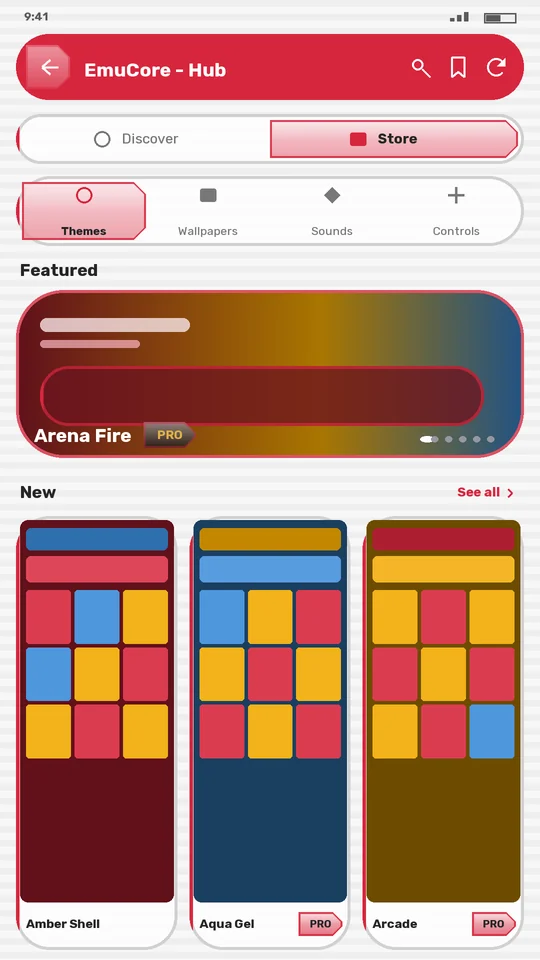 9:41
EmuCore - Hub
Discover
Store
Themes
Wallpapers
Sounds
Controls
Featured
Arena Fire
PRO
New
See all
Amber Shell
Aqua Gel
PRO
Arcade
PRO